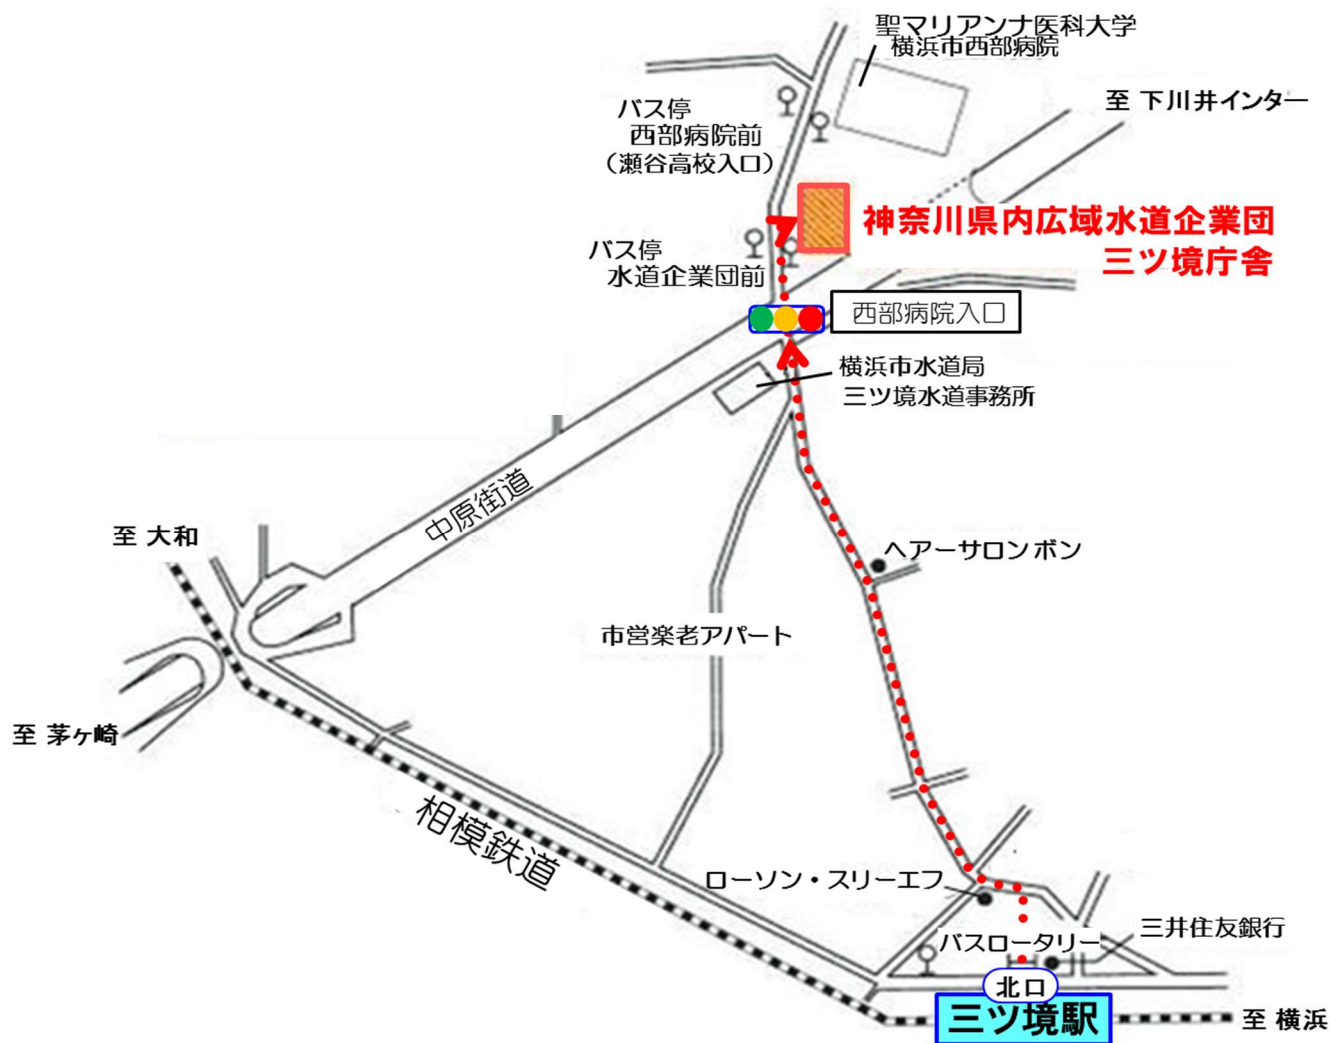 聖マリアンナ医科大学
横浜市西部病院
至 下川井インター
バス停
西部病院前
（瀬谷高校入口）
神奈川県内広域水道企業団
三ツ境庁舎
バス停
水道企業団前
西部病院入口
横浜市水道局
三ツ境水道事務所
中原街道
至 大和
ヘアーサロンボン
市営楽老アパート
至 茅ヶ崎
相模鉄道
ローソン・スリーエフ
三井住友銀行
バスロータリー
北口
三ツ境駅
至 横浜